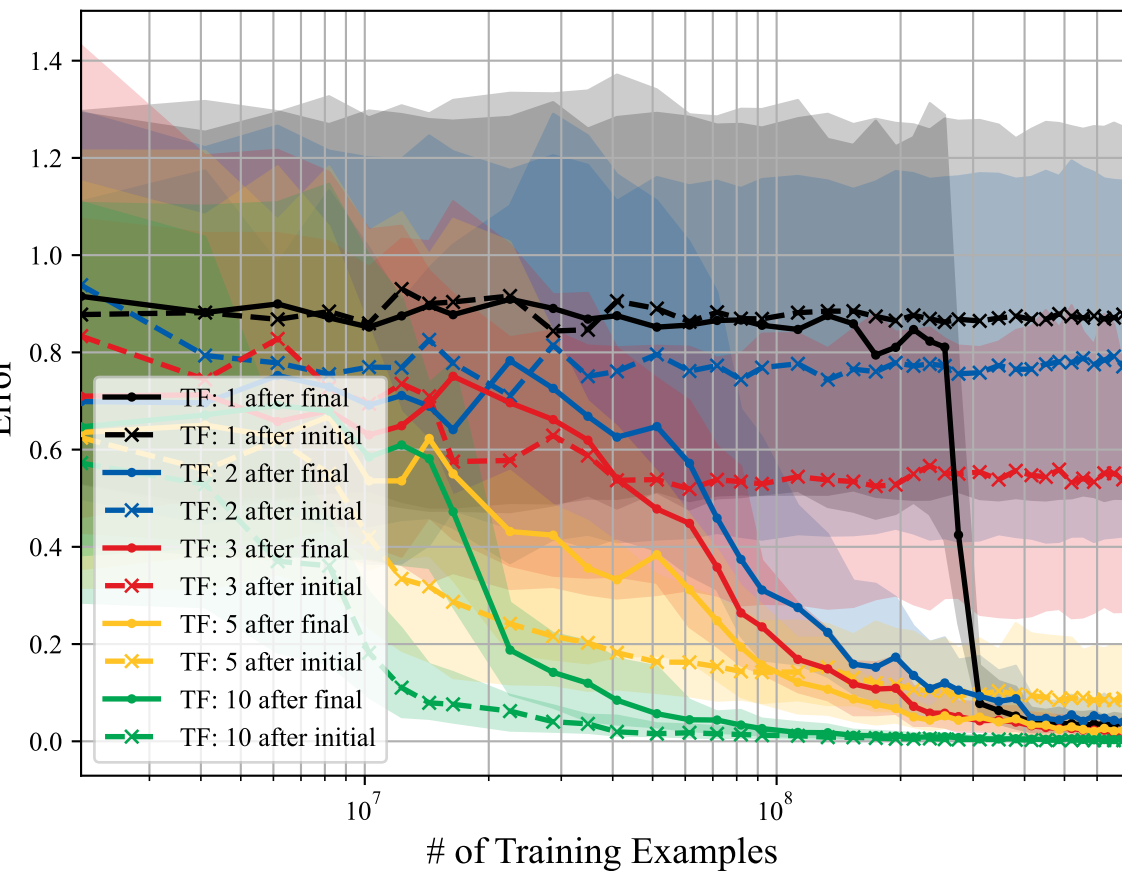 1.4
1.2
1.0
0.8
0.6
0.4
0.2
0.0
Error
TF: 1 after final
TF: 1 after initial
TF: 2 after final
TF: 2 after initial
TF: 3 after final
TF: 3 after initial
TF: 5 after final
TF: 5 after initial
TF: 10 after final
TF: 10 after initial
10⁷
10⁸
# of Training Examples